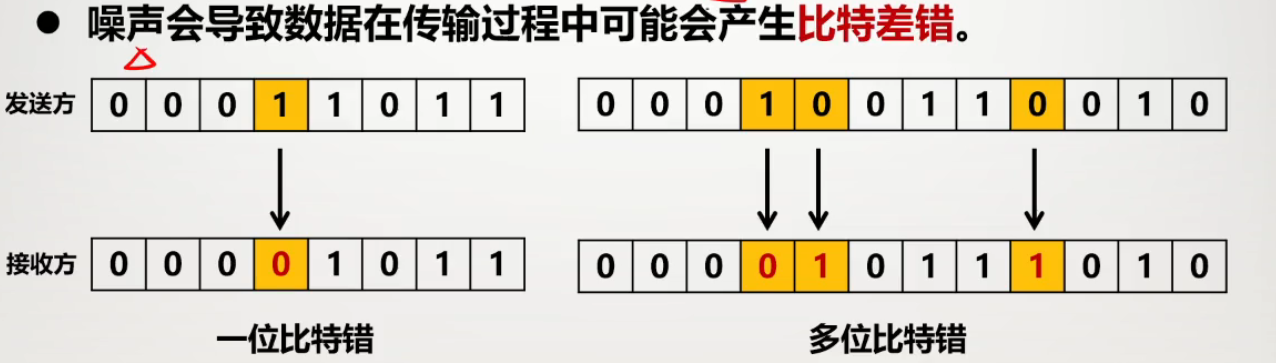 ● 噪声会导致数据在传输过程中可能会产生比特差错。
发送方 0 0 0 1 1 0 1 1 0 0 0 1 0 0 1 1 0 0 1 0
接收方 0 0 0 0 1 0 1 1 0 0 0 0 1 0 1 1 1 0 1 0
一位比特错 多位比特错